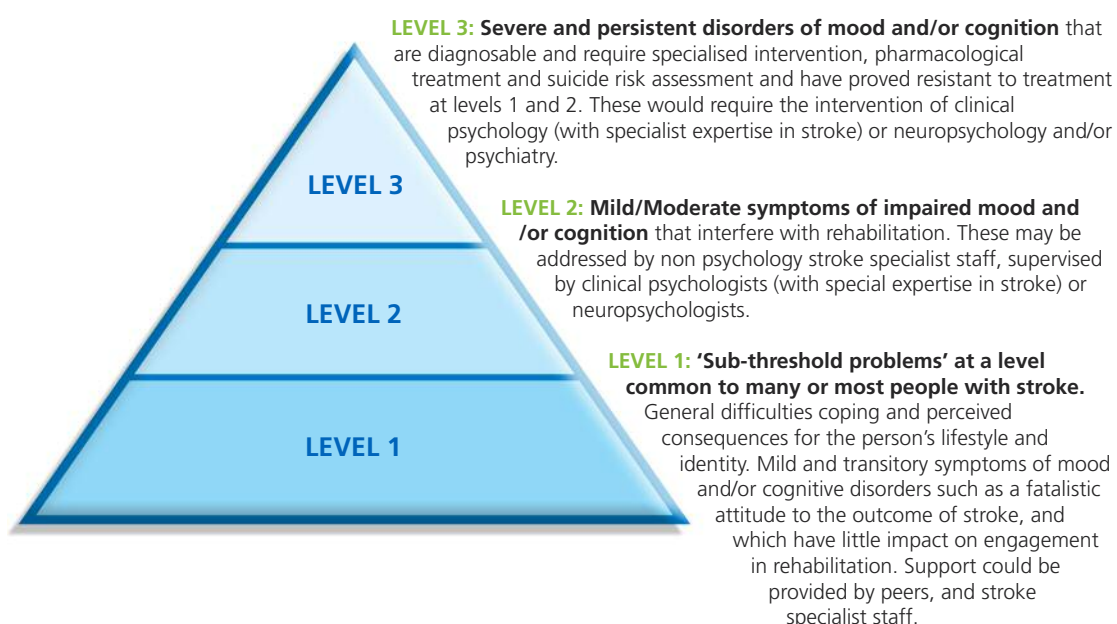 LEVEL 3: Severe and persistent disorders of mood and/or cognition that
are diagnosable and require specialised intervention, pharmacological
treatment and suicide risk assessment and have proved resistant to treatment
at levels 1 and 2. These would require the intervention of clinical
psychology (with specialist expertise in stroke) or neuropsychology and/or
psychiatry.
LEVEL 3
LEVEL 2: Mild/Moderate symptoms of impaired mood and
/or cognition that interfere with rehabilitation. These may be
addressed by non psychology stroke specialist staff, supervised
by clinical psychologists (with special expertise in stroke) or
neuropsychologists.
LEVEL 2
LEVEL 1: ‘Sub-threshold problems’ at a level
common to many or most people with stroke.
General difficulties coping and perceived
consequences for the person’s lifestyle and
identity. Mild and transitory symptoms of mood
and/or cognitive disorders such as a fatalistic
attitude to the outcome of stroke, and
which have little impact on engagement
in rehabilitation. Support could be
provided by peers, and stroke
specialist staff.
LEVEL 1